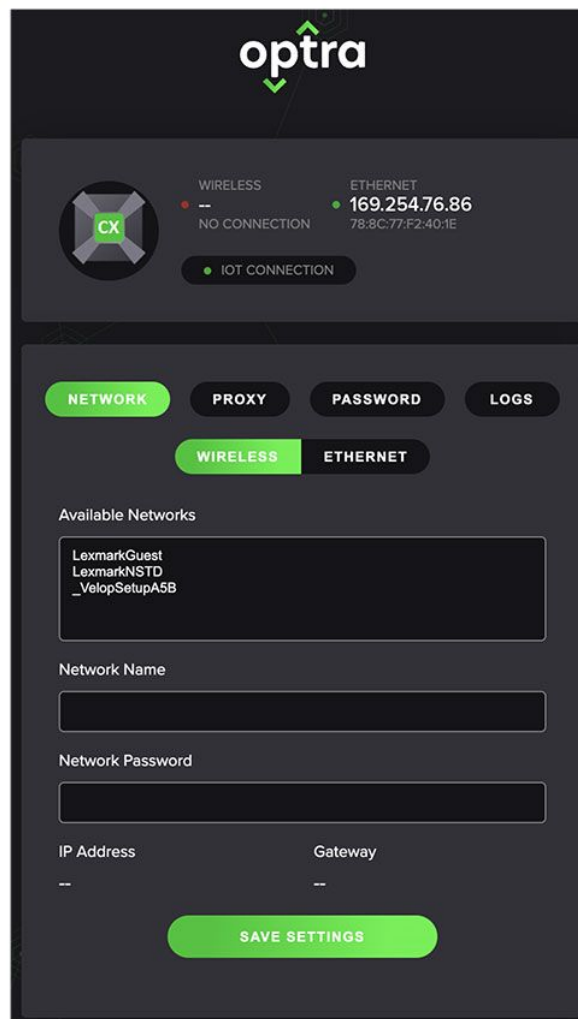 optra
CX
WIRELESS
--
NO CONNECTION
ETHERNET
169.254.76.86
78:8C:77:F2:40:1E
IOT CONNECTION
NETWORK PROXY PASSWORD LOGS
WIRELESS ETHERNET
Available Networks
LexmarkGuest
LexmarkNSTD
_VelopSetupA5B
Network Name
Network Password
IP Address Gateway
-- --
SAVE SETTINGS